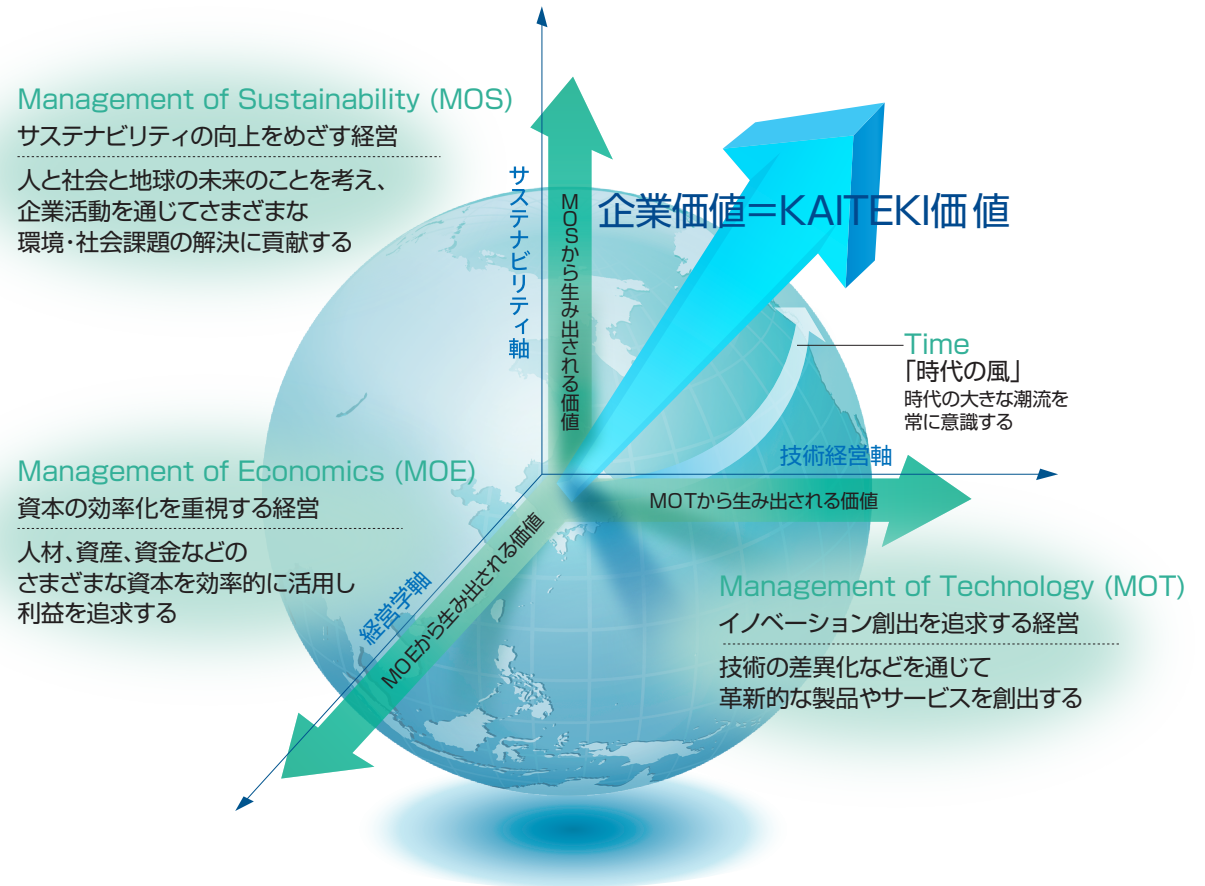 Management of Sustainability (MOS)
サステナビリティの向上をめざす経営
人と社会と地球の未来のことを考え、
企業活動を通じてさまざまな
環境・社会課題の解決に貢献する
サステナビリティ軸
MOSから生み出される価値
企業価値=KAITEKI価値
Time
「時代の風」
時代の大きな潮流を
常に意識する
技術経営軸
MOTから生み出される価値
Management of Economics (MOE)
資本の効率化を重視する経営
人材、資産、資金などの
さまざまな資本を効率的に活用し
利益を追求する
経営学軸
MOEから生み出される価値
Management of Technology (MOT)
イノベーション創出を追求する経営
技術の差異化などを通じて
革新的な製品やサービスを創出する